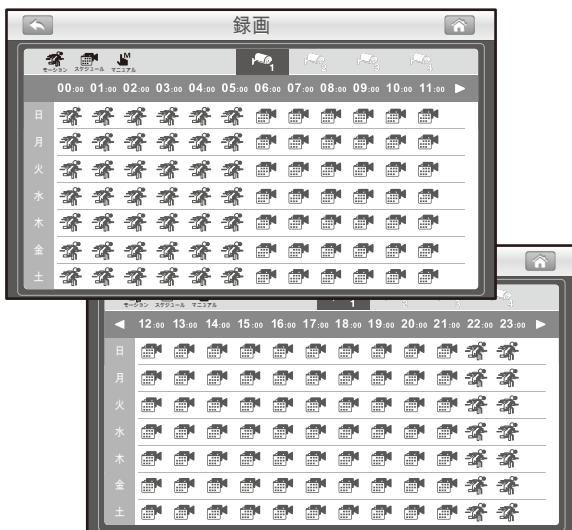 録画
M
モーション スケジュール マニュアル
1 2 3 4
00:00 01:00 02:00 03:00 04:00 05:00 06:00 07:00 08:00 09:00 10:00 11:00
日
月
火
水
木
金
土
モーション スケジュール マニュアル
1
12:00 13:00 14:00 15:00 16:00 17:00 18:00 19:00 20:00 21:00 22:00 23:00
日
月
火
水
木
金
土